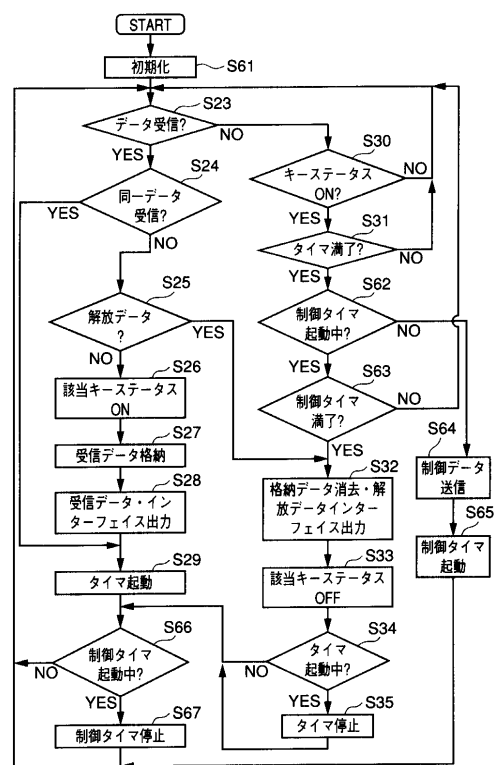 START
初期化
S61
データ受信?
S23
NO
YES
同一データ
受信?
S24
YES
NO
解放データ
?
S25
YES
NO
該当キーステータス
ON
S26
受信データ格納
S27
受信データ・イン
ターフェイス出力
S28
タイマ起動
S29
制御タイマ
起動中?
S66
NO
YES
制御タイマ停止
S67
キーステータス
ON?
S30
NO
YES
タイマ満了?
S31
NO
YES
制御タイマ
起動中?
S62
NO
YES
制御タイマ
満了?
S63
NO
YES
格納データ消去・解
放データインター
フェイス出力
S32
該当キーステータス
OFF
S33
タイマ
起動中?
S34
NO
YES
タイマ停止
S35
制御データ
送信
S64
制御タイマ
起動
S65